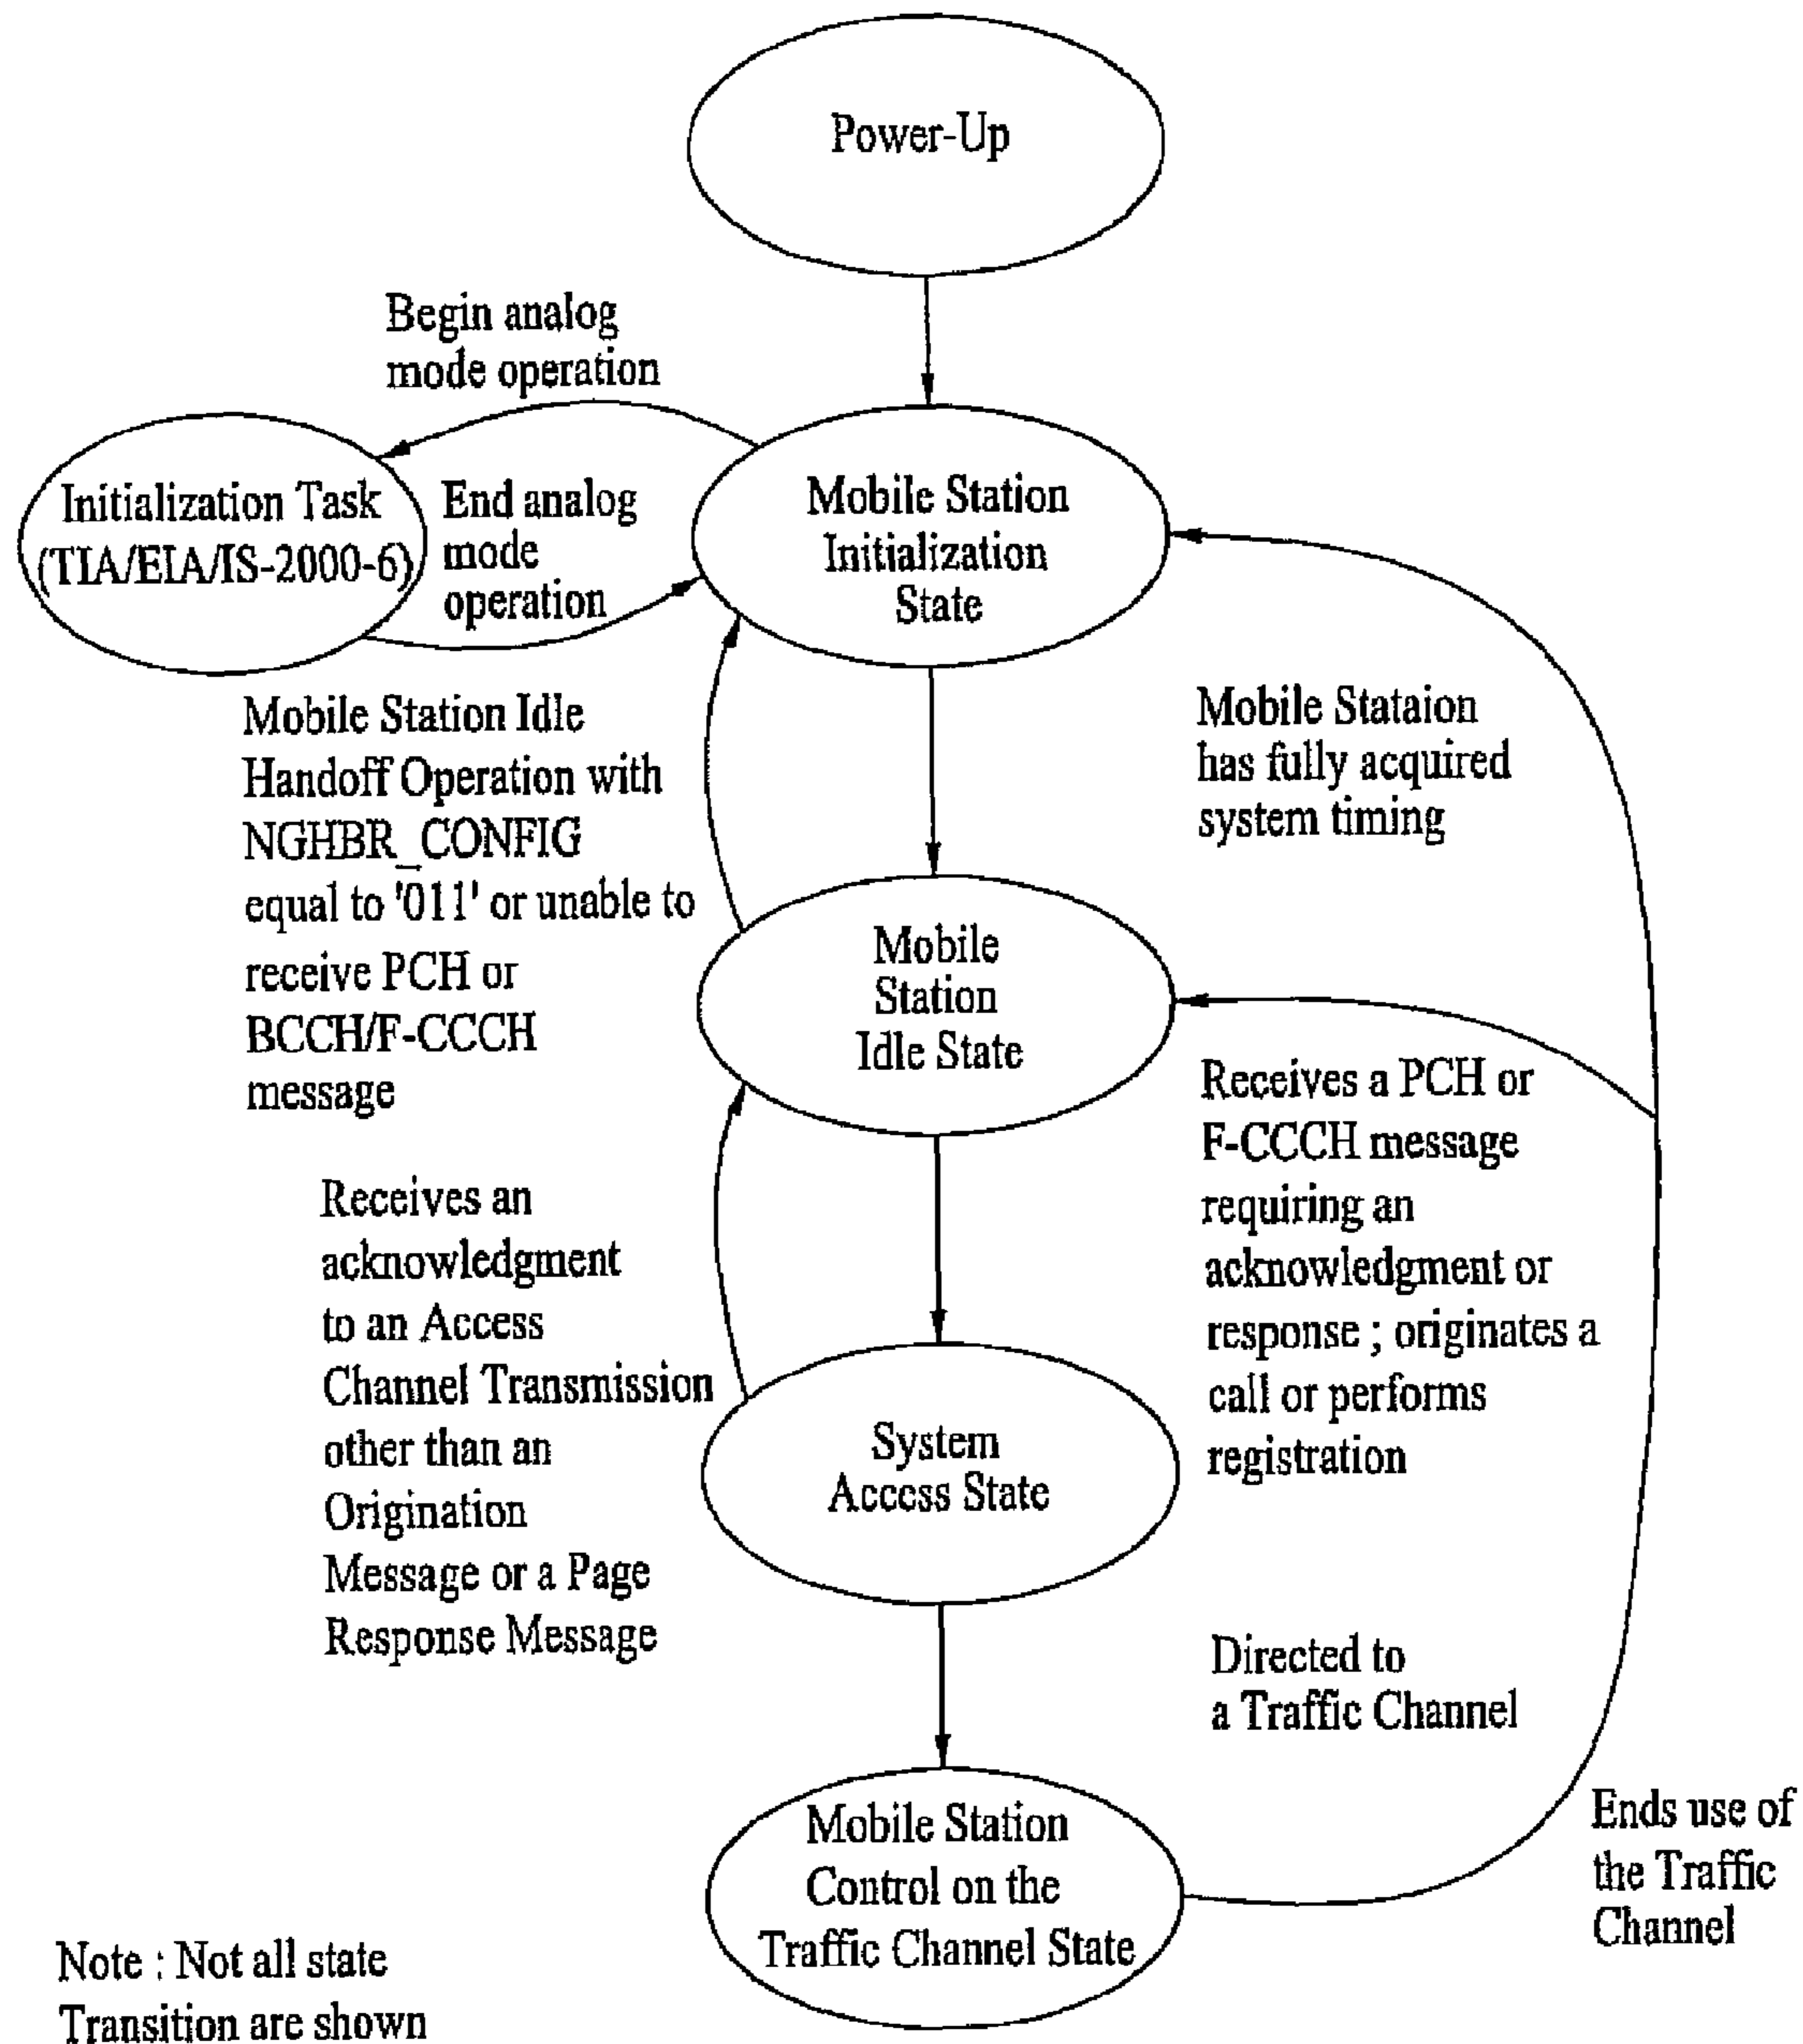 Power-Up
Begin analog
mode operation
Initialization Task
(TIA/EIA/IS-2000-6)
End analog
mode
operation
Mobile Station
Initialization
State
Mobile Station Idle
Handoff Operation with
NGHBR_CONFIG
equal to '011' or unable to
receive PCH or
BCCH/F-CCCH
message
Mobile Stataion
has fully acquired
system timing
Mobile
Station
Idle State
Receives a PCH or
F-CCCH message
requiring an
acknowledgment or
response ; originates a
call or performs
registration
Receives an
acknowledgment
to an Access
Channel Transmission
other than an
Origination
Message or a Page
Response Message
System
Access State
Directed to
a Traffic Channel
Mobile Station
Control on the
Traffic Channel State
Ends use of
the Traffic
Channel
Note : Not all state
Transition are shown